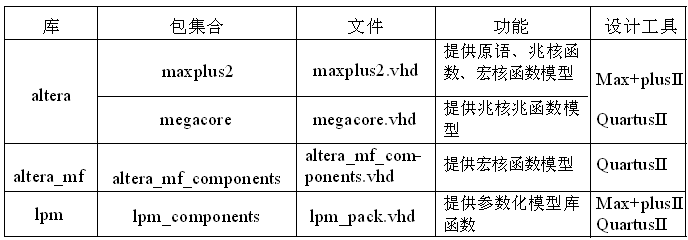 库 包集合 文件 功能 设计工具
altera maxplus2 maxplus2.vhd 提供原语、兆核函
数、宏核函数模型 Max+plusⅡ
megacore megacore.vhd 提供兆核兆函数模
型 QuartusⅡ
altera_mf altera_mf_components altera_mf_com-
ponents.vhd 提供宏核函数模型 QuartusⅡ
lpm lpm_components lpm_pack.vhd 提供参数化模型库
函数 Max+plusⅡ
QuartusⅡ